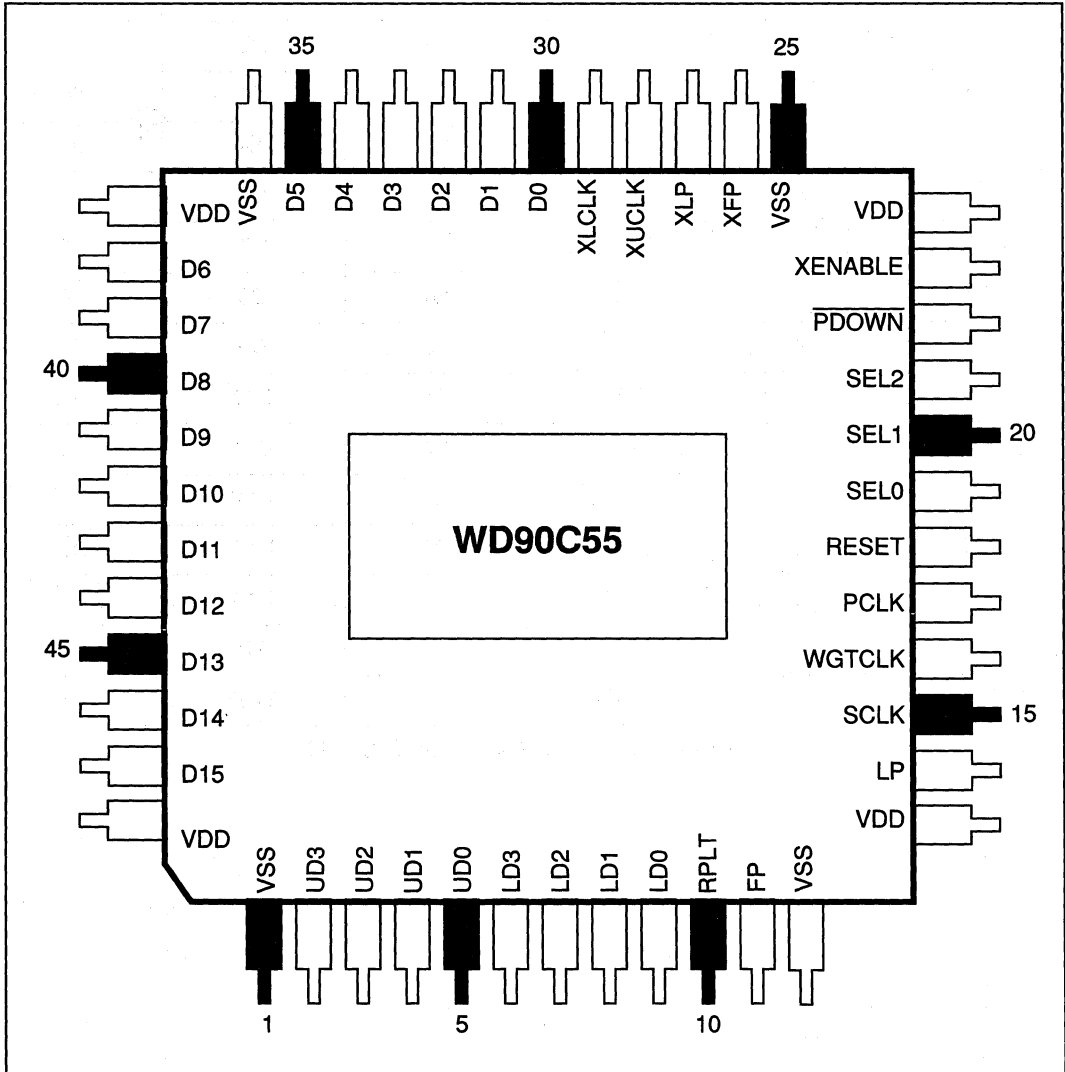 35 30 25
VSS D5 D4 D3 D2 D1 D0 XLCLK XUCLK XLP XFP VSS
VDD VDD
D6 XENABLE
D7 PDOWN
40 D8 SEL2
D9 SEL1 20
D10 SEL0
WD90C55
D11 RESET
D12 PCLK
45 D13 WGTCLK
D14 SCLK 15
D15 LP
VDD VDD
VSS UD3 UD2 UD1 UD0 LD3 LD2 LD1 LD0 RPLT FP VSS
1 5 10